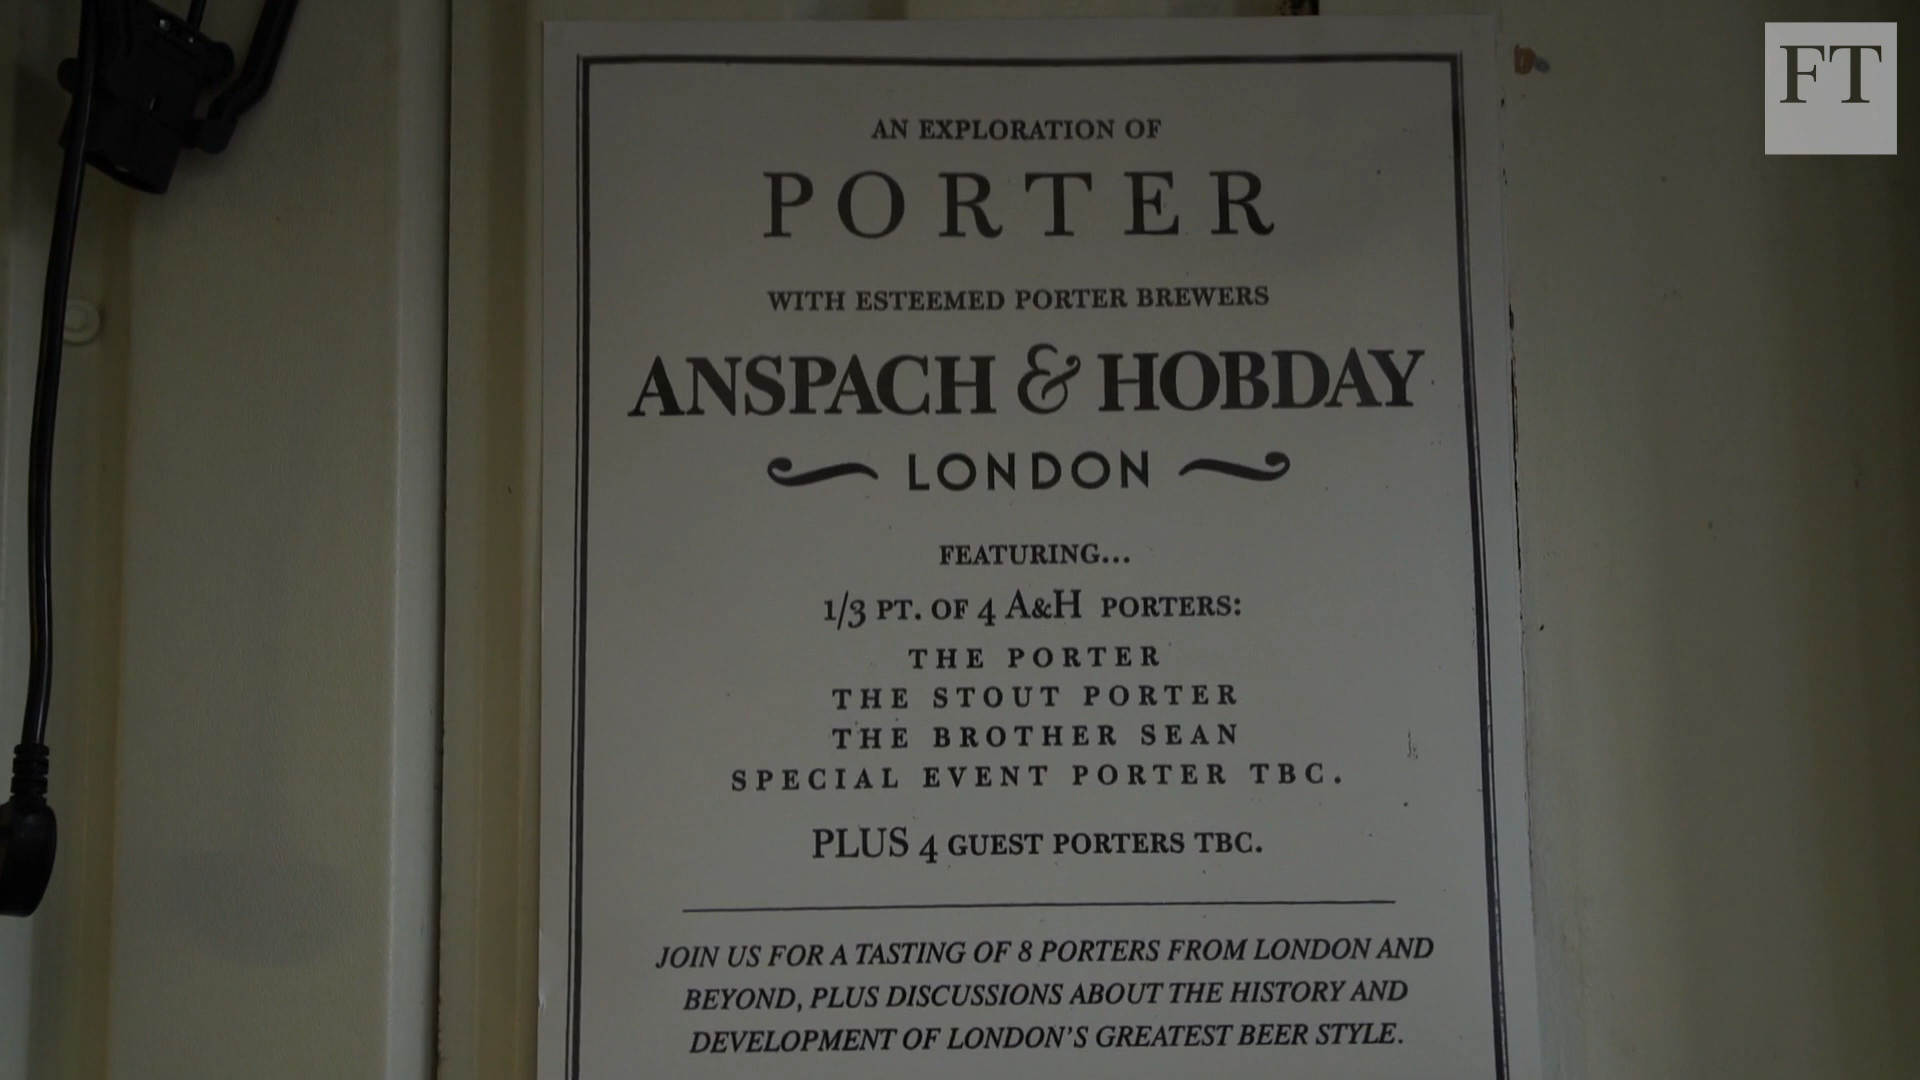 FT
AN EXPLORATION OF
PORTER
WITH ESTEEMED PORTER BREWERS
ANSPACH & HOBDAY
LONDON
FEATURING...
1/3 PT. OF 4 A&H PORTERS:
THE PORTER
THE STOUT PORTER
THE BROTHER SEAN
SPECIAL EVENT PORTER TBC.
PLUS 4 GUEST PORTERS TBC.
JOIN US FOR A TASTING OF 8 PORTERS FROM LONDON AND
BEYOND, PLUS DISCUSSIONS ABOUT THE HISTORY AND
DEVELOPMENT OF LONDON'S GREATEST BEER STYLE.